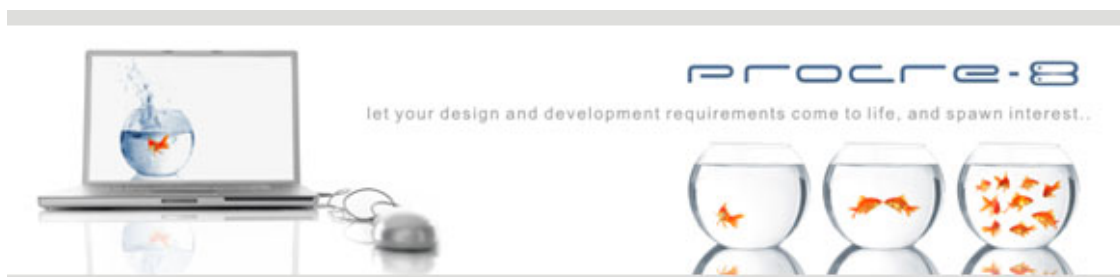 procre-8
let your design and development requirements come to life, and spawn interest..